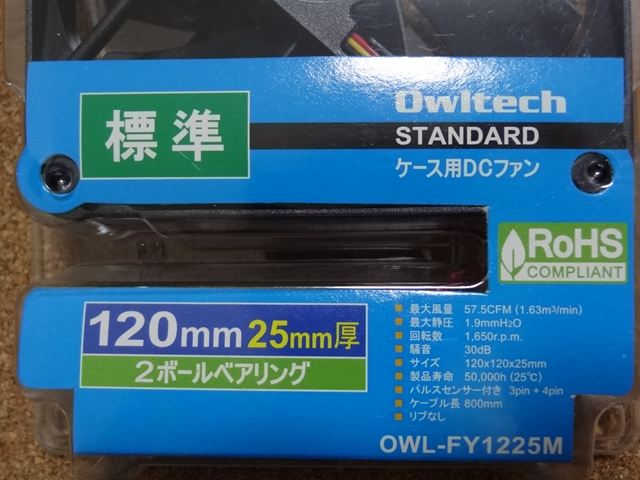 標準
Owltech
STANDARD
ケース用DCファン
RoHS
COMPLIANT
120mm 25mm厚
2ボールベアリング
最大風量 57.5CFM (1.63m³/min)
最大静圧 1.9mmH₂O
回転数 1,650r.p.m.
騒音 30dB
サイズ 120x120x25mm
製品寿命 50,000h (25℃)
パルスセンサー付き 3pin + 4pin
ケーブル長 800mm
リブなし
OWL-FY1225M